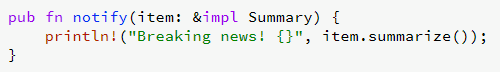 pub fn notify(item: &impl Summary) {
    println!("Breaking news! {}", item.summarize());
}